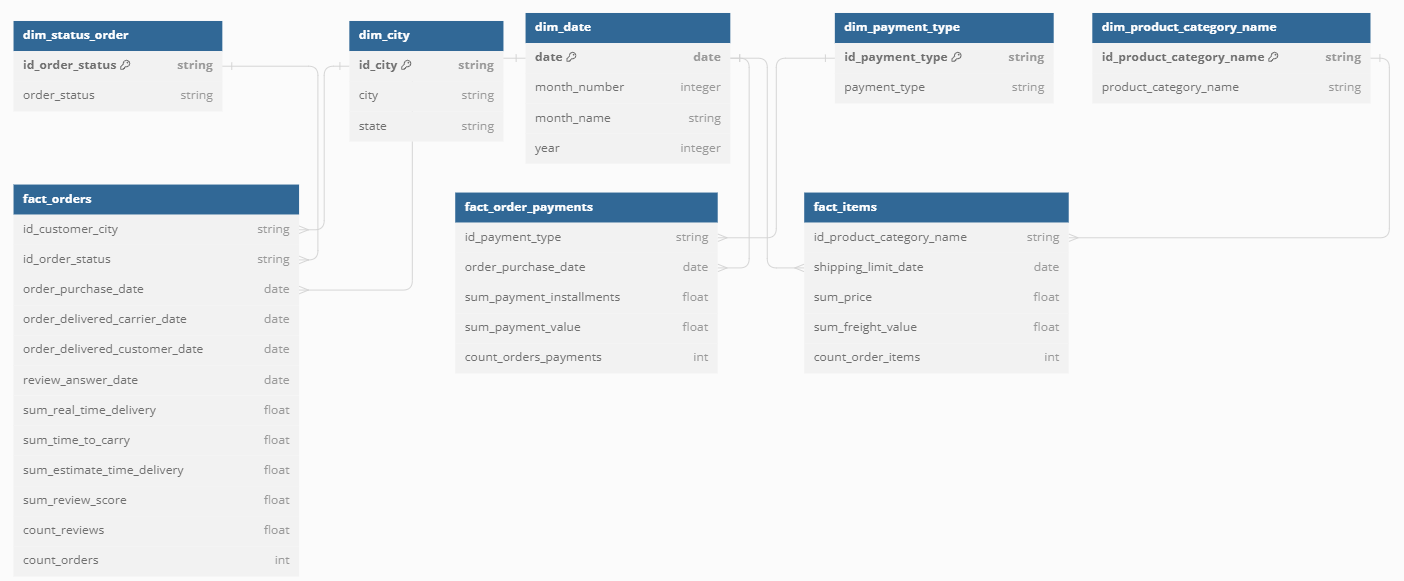 dim_status_order
id_order_status string
order_status string
dim_city
id_city string
city string
state string
dim_date
date date
month_number integer
month_name string
year integer
dim_payment_type
id_payment_type string
payment_type string
dim_product_category_name
id_product_category_name string
product_category_name string
fact_orders
id_customer_city string
id_order_status string
order_purchase_date date
order_delivered_carrier_date date
order_delivered_customer_date date
review_answer_date date
sum_real_time_delivery float
sum_time_to_carry float
sum_estimate_time_delivery float
sum_review_score float
count_reviews float
count_orders int
fact_order_payments
id_payment_type string
order_purchase_date date
sum_payment_installments float
sum_payment_value float
count_orders_payments int
fact_items
id_product_category_name string
shipping_limit_date date
sum_price float
sum_freight_value float
count_order_items int